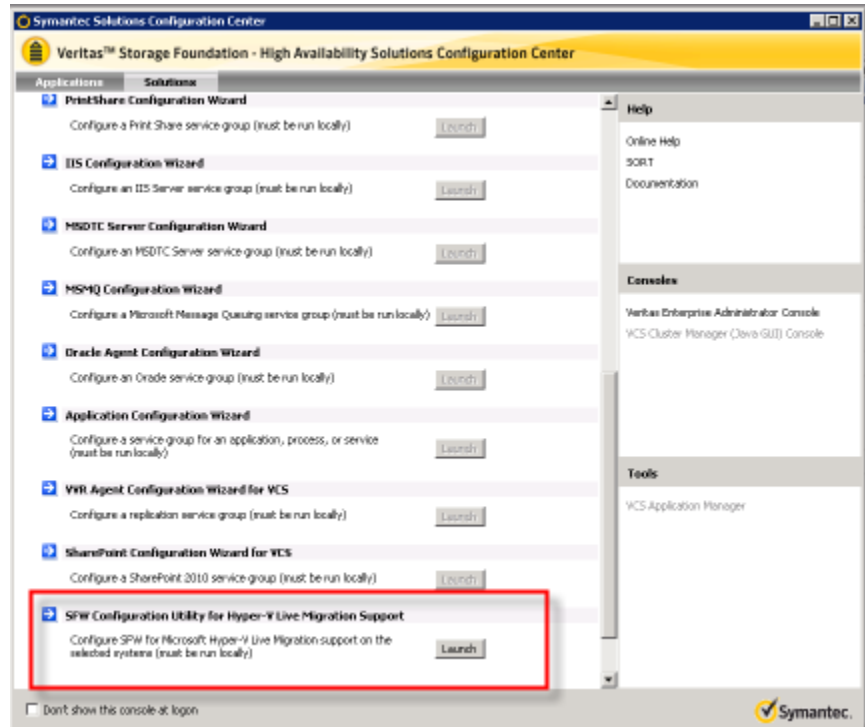 Symantec Solutions Configuration Center
Veritas™ Storage Foundation - High Availability Solutions Configuration Center
Applications
Solutions
PrintShare Configuration Wizard
Configure a Print Share service group (must be run locally)
Launch
IIS Configuration Wizard
Configure an IIS Server service group (must be run locally)
Launch
MSDTC Server Configuration Wizard
Configure an MSDTC Server service group (must be run locally)
Launch
MSMQ Configuration Wizard
Configure a Microsoft Message Queuing service group (must be run locally)
Launch
Oracle Agent Configuration Wizard
Configure an Oracle service group (must be run locally)
Launch
Application Configuration Wizard
Configure a service group for an application, process, or service
(must be run locally)
Launch
VVR Agent Configuration Wizard for VCS
Configure a replication service group (must be run locally)
Launch
SharePoint Configuration Wizard for VCS
Configure a SharePoint 2010 service group (must be run locally)
Launch
SFW Configuration Utility for Hyper-V Live Migration Support
Configure SFW for Microsoft Hyper-V Live Migration support on the
selected systems (must be run locally)
Launch
Help
Online Help
SORT
Documentation
Consoles
Veritas Enterprise Administrator Console
VCS Cluster Manager (Java GUI) Console
Tools
VCS Application Manager
Don't show this console at logon
Symantec.